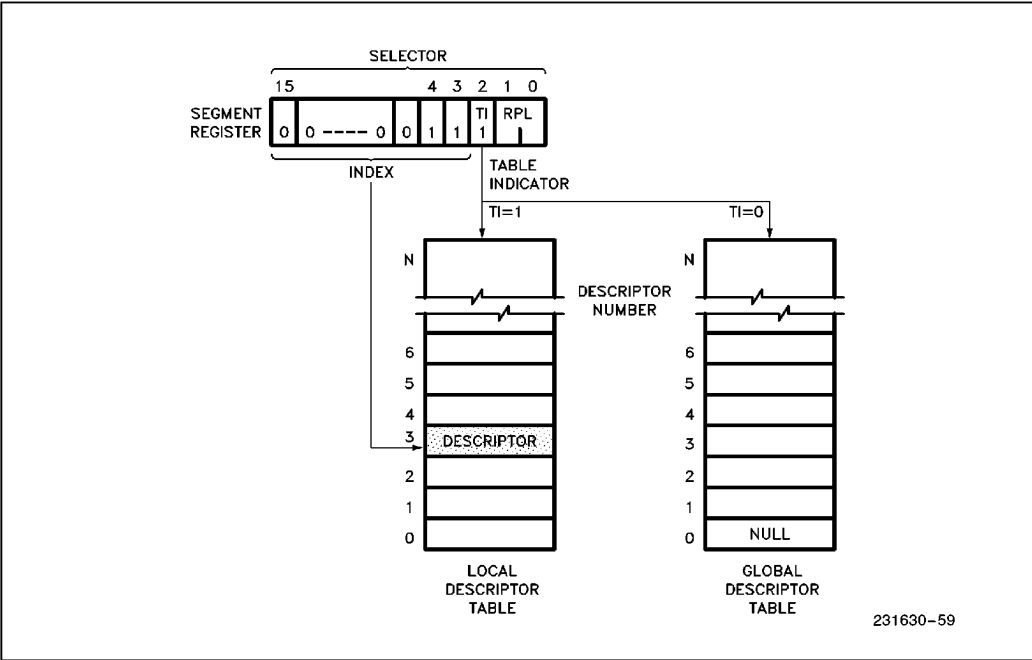 SELECTOR
15 4 3 2 1 0
SEGMENT REGISTER
TI RPL
0 0 ---- 0 0 1 1 1
INDEX
TABLE
INDICATOR
TI=1 TI=0
N N
DESCRIPTOR
NUMBER
6 6
5 5
4 4
3 DESCRIPTOR 3
2 2
1 1
0 0 NULL
LOCAL
DESCRIPTOR
TABLE
GLOBAL
DESCRIPTOR
TABLE
231630-59